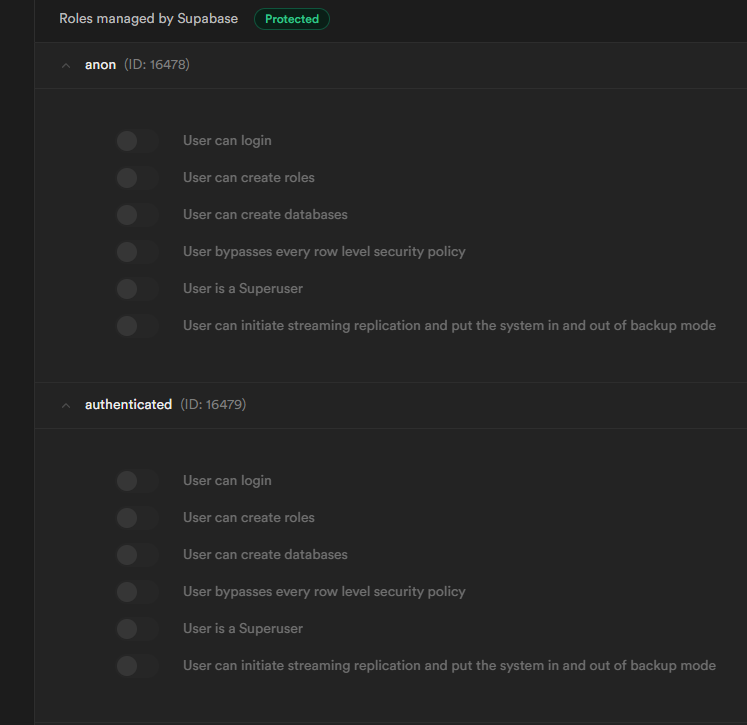 Roles managed by Supabase Protected
anon (ID: 16478)
User can login
User can create roles
User can create databases
User bypasses every row level security policy
User is a Superuser
User can initiate streaming replication and put the system in and out of backup mode
authenticated (ID: 16479)
User can login
User can create roles
User can create databases
User bypasses every row level security policy
User is a Superuser
User can initiate streaming replication and put the system in and out of backup mode